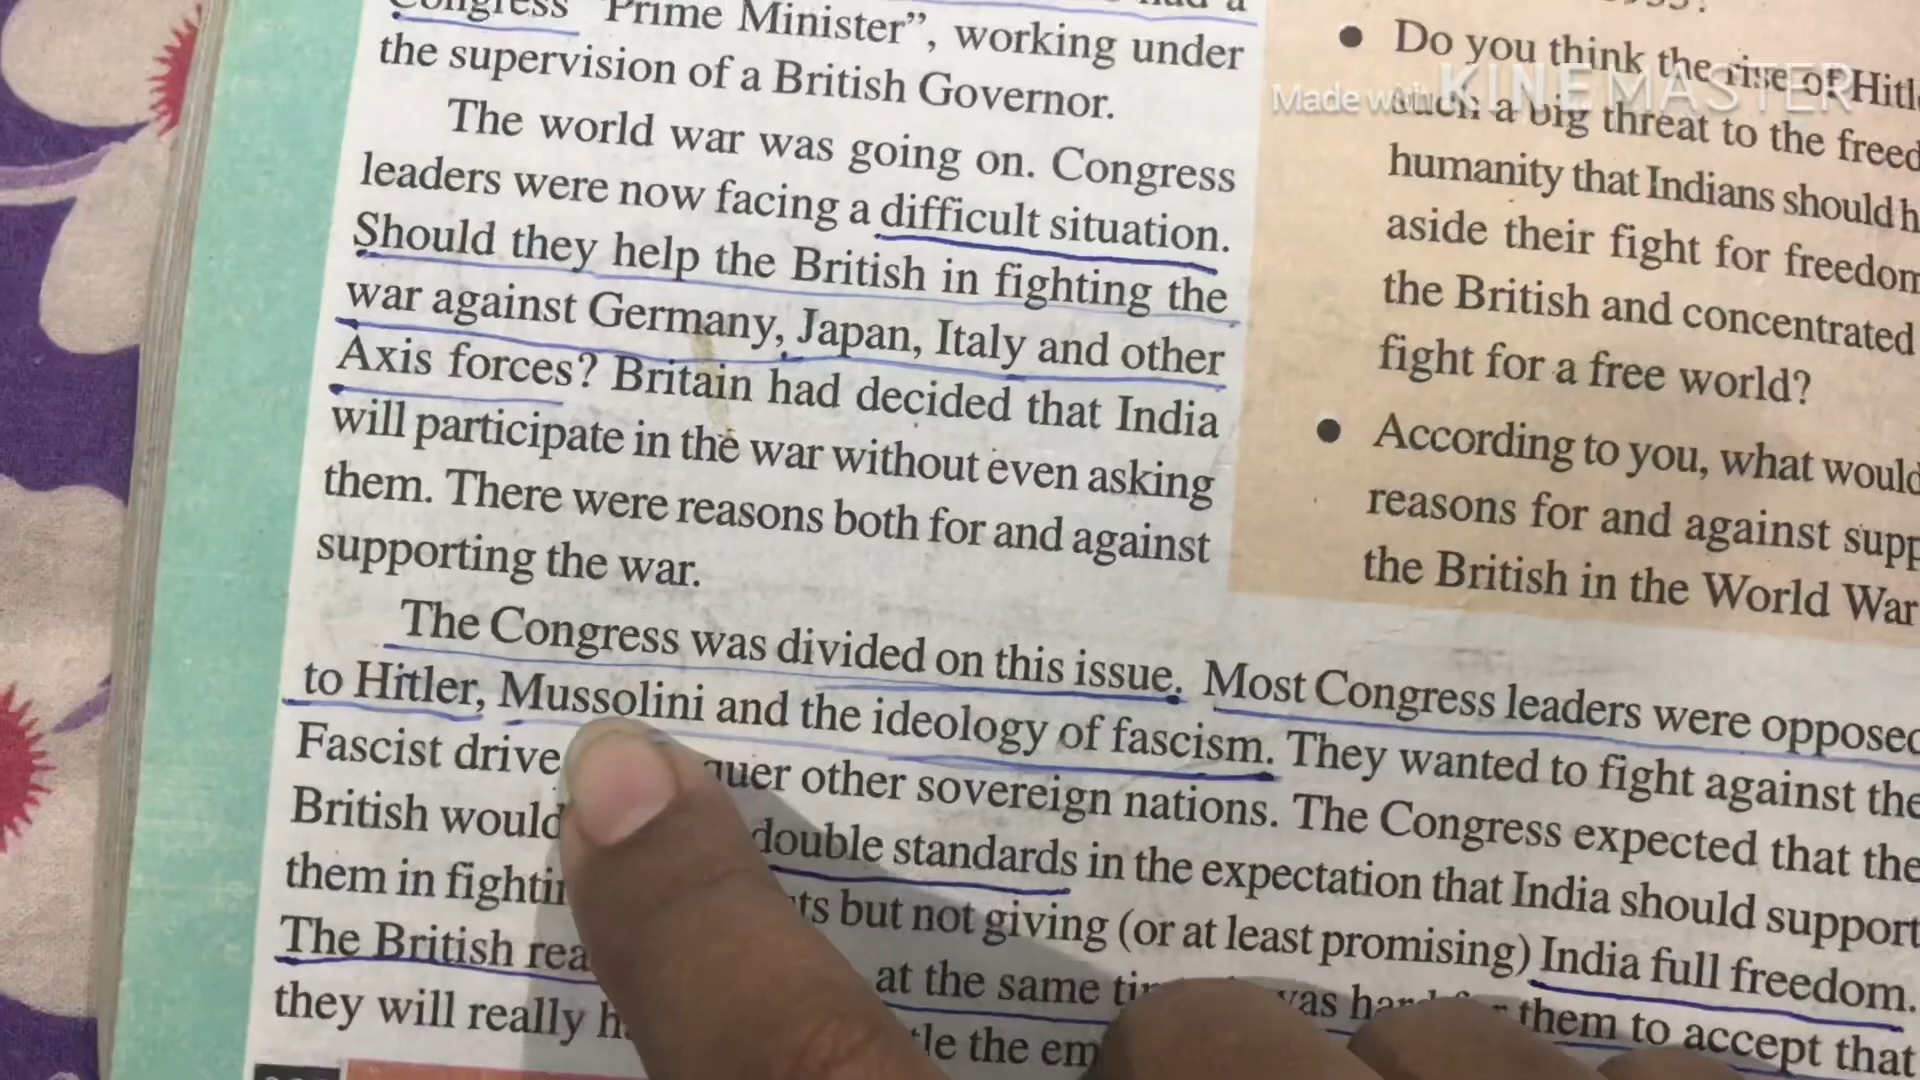 Congress "Prime Minister", working under
the supervision of a British Governor.
The world war was going on. Congress
leaders were now facing a difficult situation.
Should they help the British in fighting the
war against Germany, Japan, Italy and other
Axis forces? Britain had decided that India
will participate in the war without even asking
them. There were reasons both for and against
supporting the war.
The Congress was divided on this issue. Most Congress leaders were opposed
to Hitler, Mussolini and the ideology of fascism. They wanted to fight against the
Fascist drive other sovereign nations. The Congress expected that the
British would double standards in the expectation that India should support
them in but not giving (or at least promising) India full freedom.
The British at the same was them to accept that
they will really the
Do you think the rise of
such a big threat to the
humanity that Indians should
aside their fight for freedom
the British and concentrated
fight for a free world?
According to you, what would
reasons for and against
the British in the World War
Made with KINEMASTER